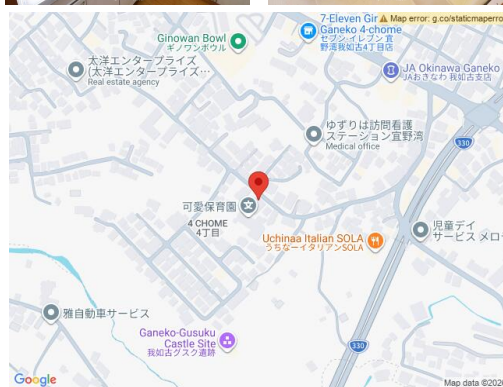 7-Eleven Gir
Ganeko 4-chome
セブン-イレブン 宜
野湾我如古4丁目店
Map error: g.co/staticmaperro
Ginowan Bowl
ギノワンボウル
太洋エンタープライズ
(太洋エンタープライズ…
Real estate agency
JA Okinawa Ganeko
JAおきなわ 我如古支店
ゆずりは訪問看護
ステーション宜野湾
Medical office
330
可愛保育園
4 CHOME
4丁目
Uchinaa Italian SOLA
うちなーイタリアンSOLA
児童デイ
サービス メロ
雅自動車サービス
Ganeko-Gusuku
Castle Site
我如古グスク遺跡
330
Google
Map data ©202